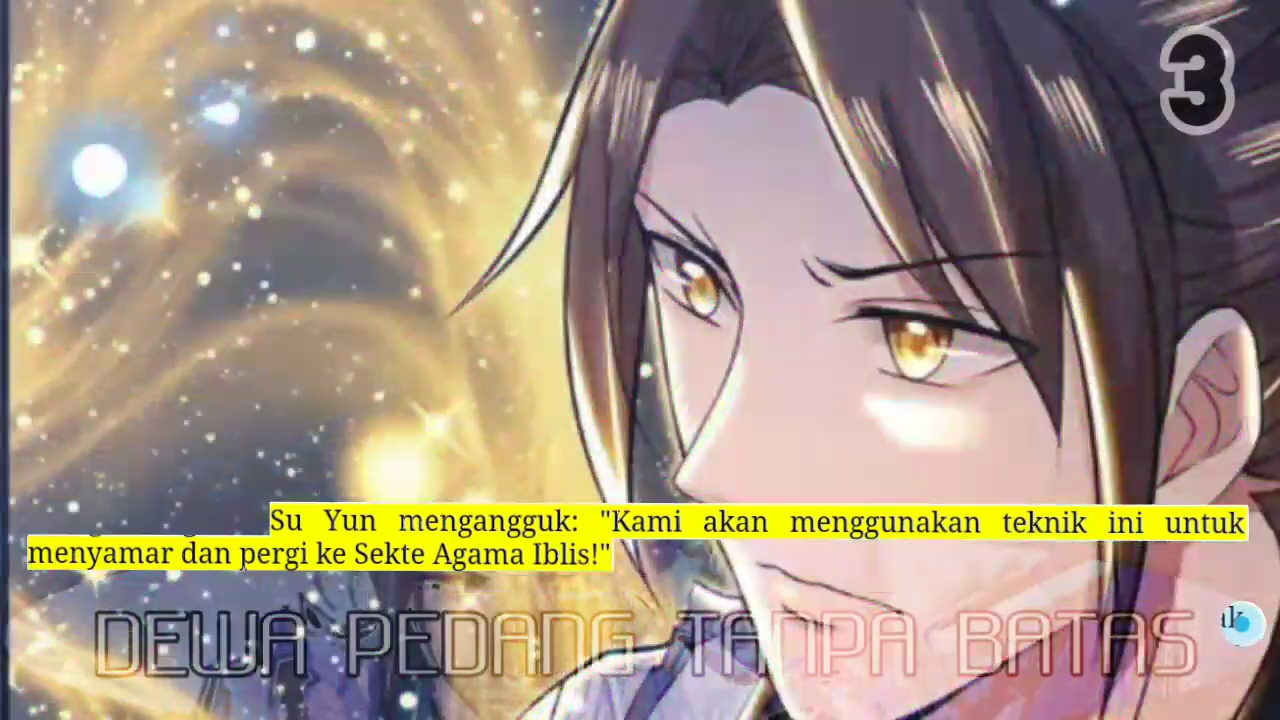 3
Su Yun mengangguk: "Kami akan menggunakan teknik ini untuk
menyamar dan pergi ke Sekte Agama Iblis!"
DEWA PEDANG TANPA BATAS